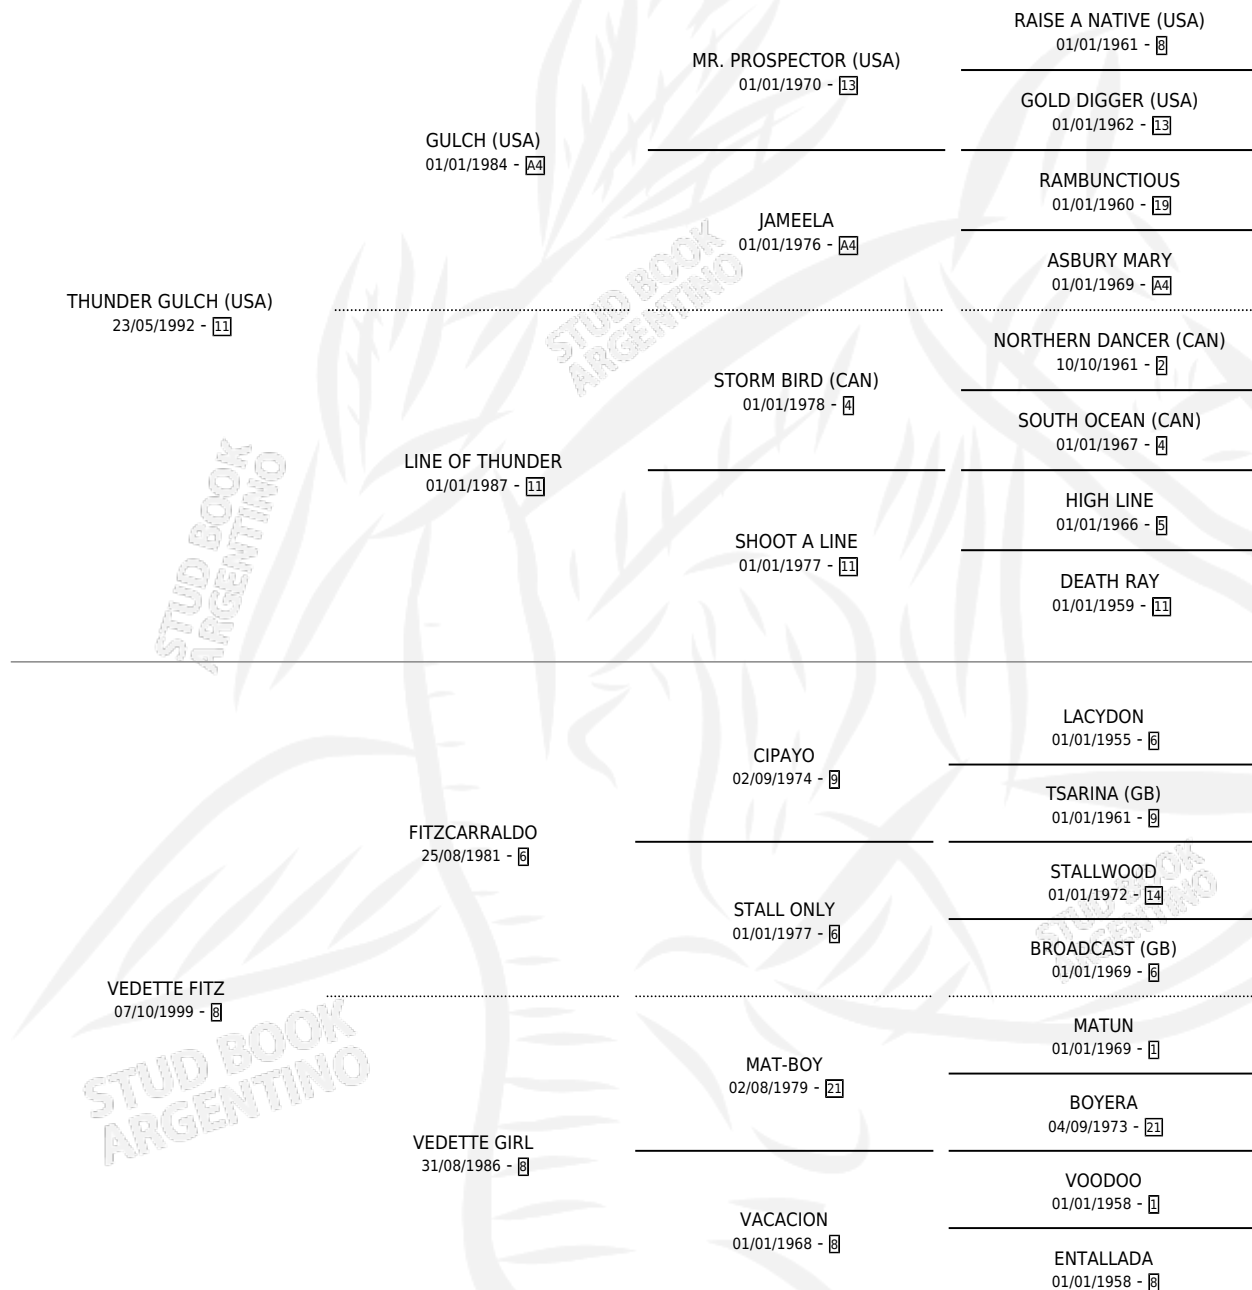 RAISE A NATIVE (USA)
01/01/1961 - 8
MR. PROSPECTOR (USA)
01/01/1970 - 13
GOLD DIGGER (USA)
01/01/1962 - 13
GULCH (USA)
01/01/1984 - A4
RAMBUNCTIOUS
01/01/1960 - 19
JAMEELA
01/01/1976 - A4
ASBURY MARY
01/01/1969 - A4
THUNDER GULCH (USA)
23/05/1992 - 11
NORTHERN DANCER (CAN)
10/10/1961 - 2
STORM BIRD (CAN)
01/01/1978 - 4
SOUTH OCEAN (CAN)
01/01/1967 - 4
LINE OF THUNDER
01/01/1987 - 11
HIGH LINE
01/01/1966 - 5
SHOOT A LINE
01/01/1977 - 11
DEATH RAY
01/01/1959 - 11
LACYDON
01/01/1955 - 6
CIPAYO
02/09/1974 - 9
TSARINA (GB)
01/01/1961 - 9
FITZCARRALDO
25/08/1981 - 6
STALLWOOD
01/01/1972 - 14
STALL ONLY
01/01/1977 - 6
BROADCAST (GB)
01/01/1969 - 6
VEDETTE FITZ
07/10/1999 - 8
MATUN
01/01/1969 - 1
MAT-BOY
02/08/1979 - 21
BOYERA
04/09/1973 - 21
VEDETTE GIRL
31/08/1986 - 8
VOODOO
01/01/1958 - 1
VACACION
01/01/1968 - 8
ENTALLADA
01/01/1958 - 8
STUD BOOK
ARGENTINO
STUD BOOK
ARGENTINO
STUD BOOK
ARGENTINO
STUD BOOK
ARGENTINO